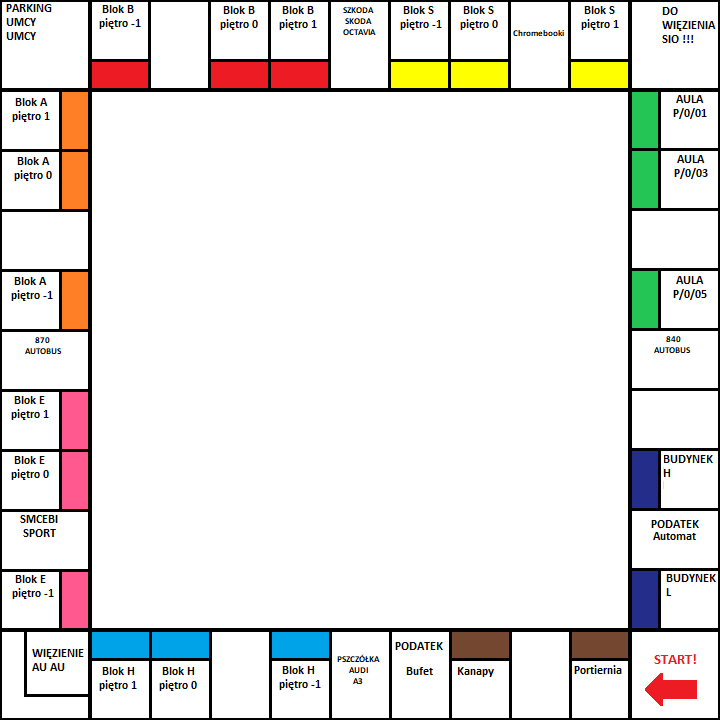 PARKING
UMCY
UMCY
Blok B
piętro -1
Blok B
piętro 0
Blok B
piętro 1
SZKODA
SKODA
OCTAVIA
Blok S
piętro -1
Blok S
piętro 0
Chromebooki
Blok S
piętro 1
DO
WIĘZIENIA
SIO !!!
Blok A
piętro 1
Blok A
piętro 0
Blok A
piętro -1
870
AUTOBUS
Blok E
piętro 1
Blok E
piętro 0
SMCEBI
SPORT
Blok E
piętro -1
AULA
P/0/01
AULA
P/0/03
AULA
P/0/05
840
AUTOBUS
BUDYNEK
H
PODATEK
Automat
BUDYNEK
L
WIĘZIENIE
AU AU
Blok H
piętro 1
Blok H
piętro 0
Blok H
piętro -1
PSZCZÓŁKA
AUDI
A3
PODATEK
Bufet
Kanapy
Portiernia
START!